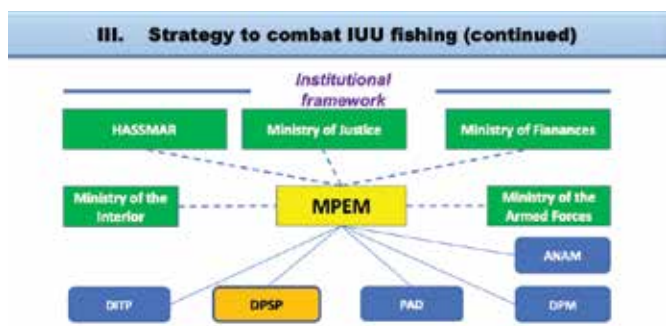 III. Strategy to combat IUU fishing (continued)
Institutional
framework
HASSMAR
Ministry of Justice
Ministry of Fianances
Ministry of the
Interior
MPEM
Ministry of the
Armed Forces
ANAM
DITP
DPSP
PAD
DPM